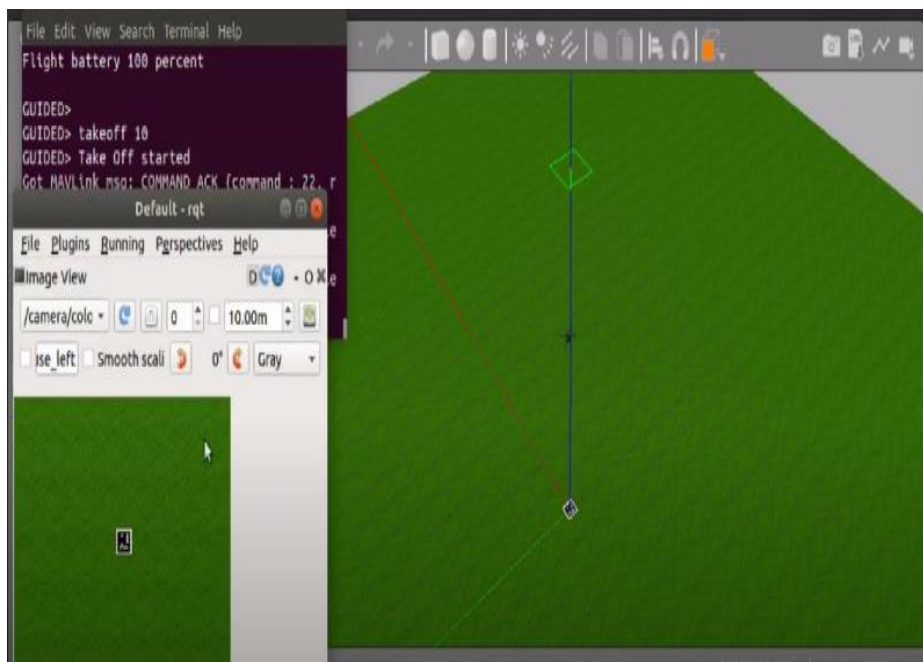 File Edit View Search Terminal Help
Flight battery 100 percent
GUIDED>
GUIDED> takeoff 10
GUIDED> Take Off started
Got MAVLink msg: COMMAND_ACK {command : 22, r
e
e
Default - rqt
File Plugins Running Perspectives Help
Image View D - O
/camera/colo 0 10.00m
use_left Smooth scali 0° Gray